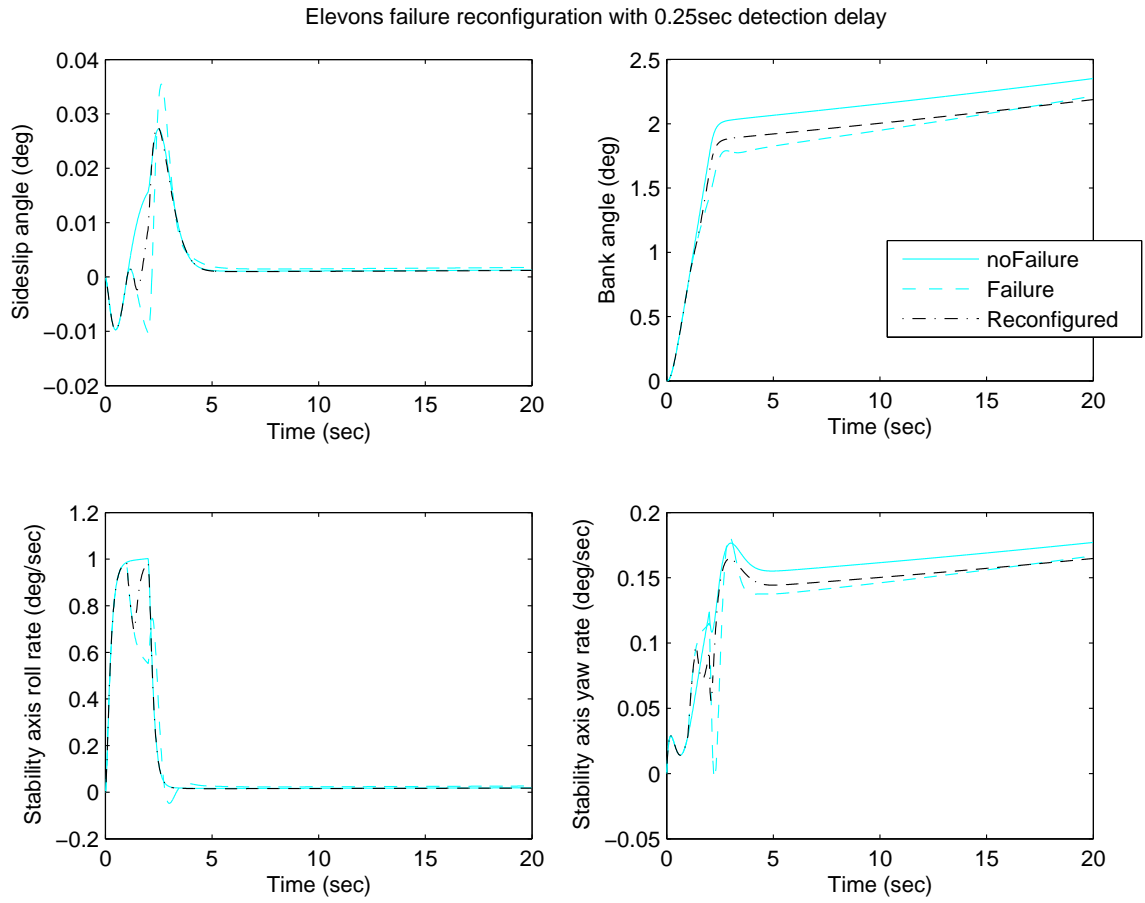 Elevons failure reconfiguration with 0.25sec detection delay
0.04
0.03
0.02
0.01
0
−0.01
−0.02
Sideslip angle (deg)
0 5 10 15 20
Time (sec)
2.5
2
1.5
1
0.5
0
Bank angle (deg)
0 5 10 15 20
Time (sec)
noFailure
Failure
Reconfigured
1.2
1
0.8
0.6
0.4
0.2
0
−0.2
Stability axis roll rate (deg/sec)
0 5 10 15 20
Time (sec)
0.2
0.15
0.1
0.05
0
−0.05
Stability axis yaw rate (deg/sec)
0 5 10 15 20
Time (sec)